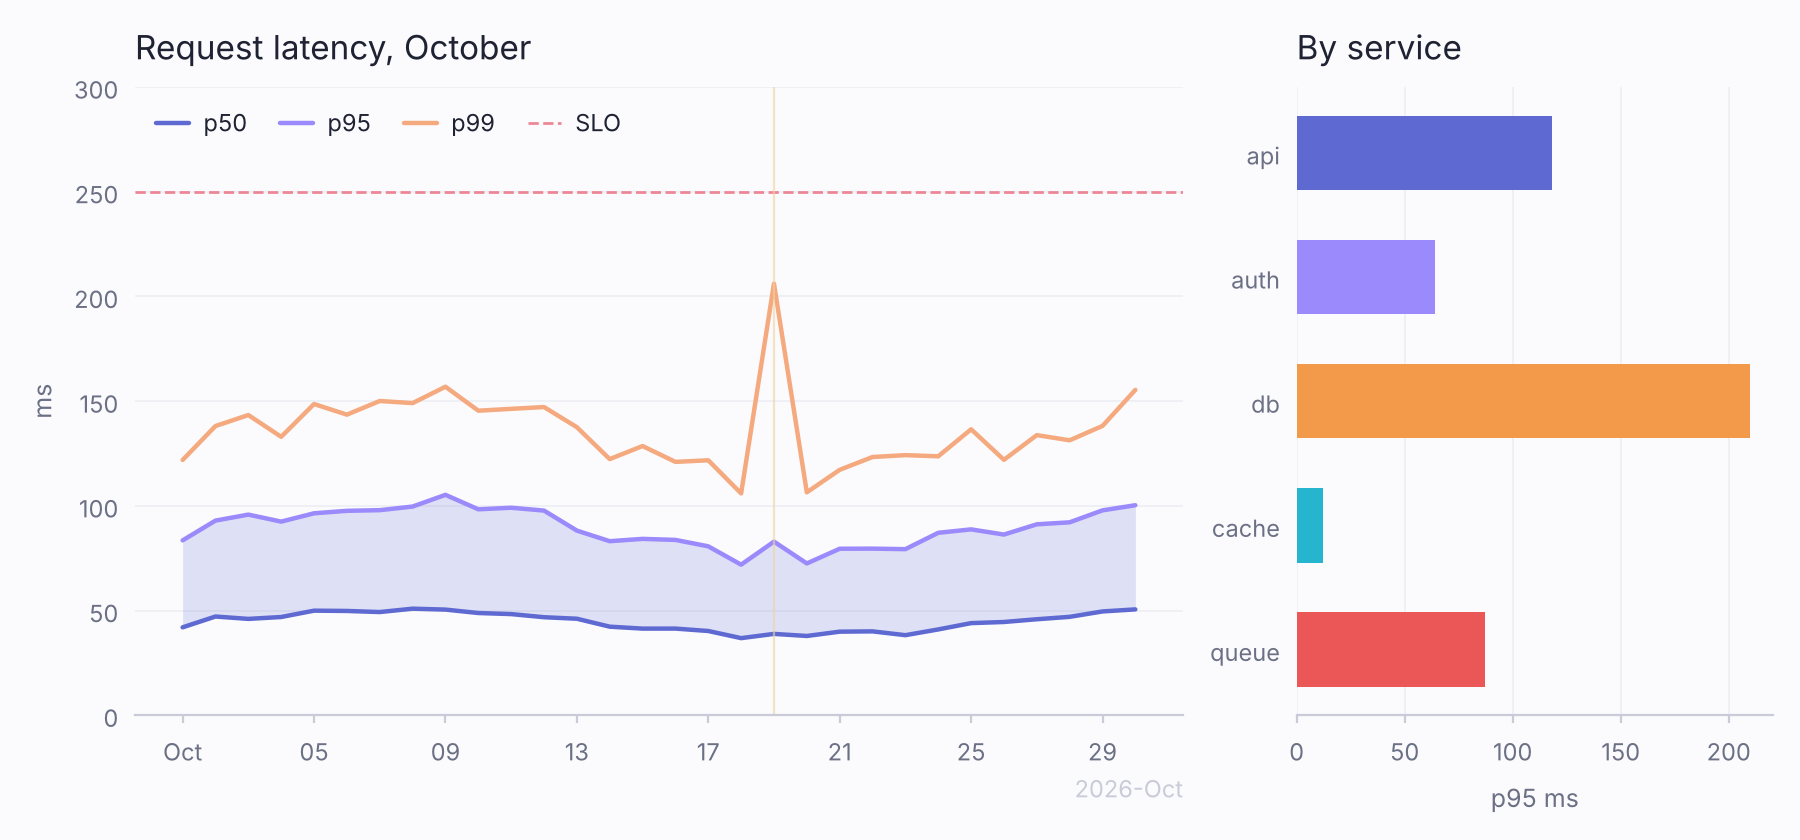 Request latency, October
300
p50 p95 p99 SLO
250
200
150
100
50
0
ms
Oct 05 09 13 17 21 25 29
2026-Oct
By service
api
auth
db
cache
queue
0 50 100 150 200
p95 ms